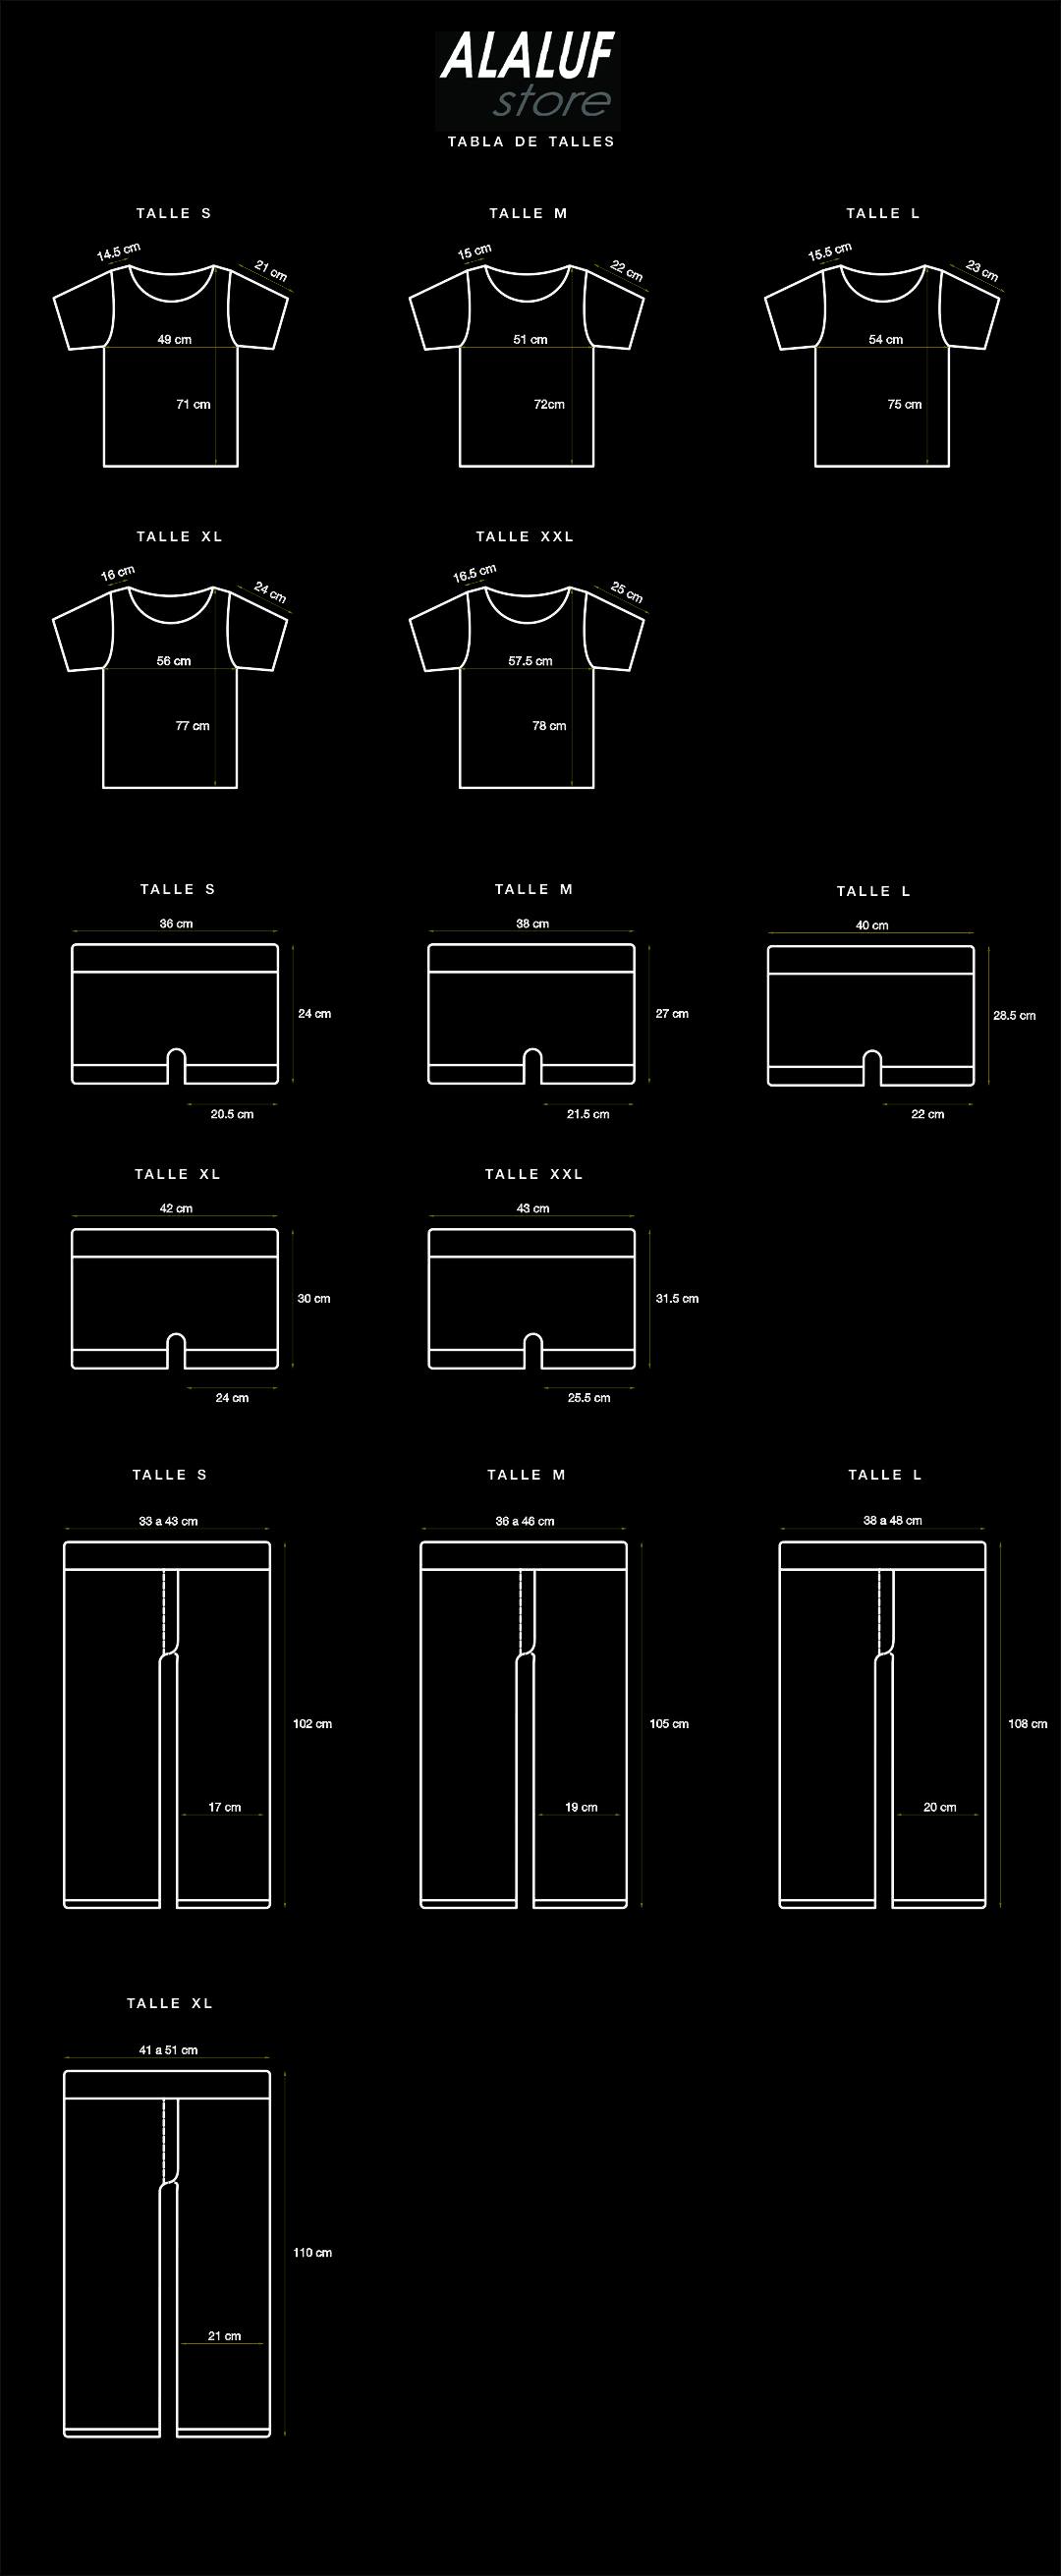 ALALUF
store
TABLA DE TALLES
TALLE S
14.5 cm
21 cm
49 cm
71 cm
TALLE M
15 cm
22 cm
51 cm
72cm
TALLE L
15.5 cm
23 cm
54 cm
75 cm
TALLE XL
16 cm
24 cm
56 cm
77 cm
TALLE XXL
16.5 cm
25 cm
57.5 cm
78 cm
TALLE S
36 cm
24 cm
20.5 cm
TALLE M
38 cm
27 cm
21.5 cm
TALLE L
40 cm
28.5 cm
22 cm
TALLE XL
42 cm
30 cm
24 cm
TALLE XXL
43 cm
31.5 cm
25.5 cm
TALLE S
33 a 43 cm
102 cm
17 cm
TALLE M
36 a 46 cm
105 cm
19 cm
TALLE L
38 a 48 cm
108 cm
20 cm
TALLE XL
41 a 51 cm
110 cm
21 cm